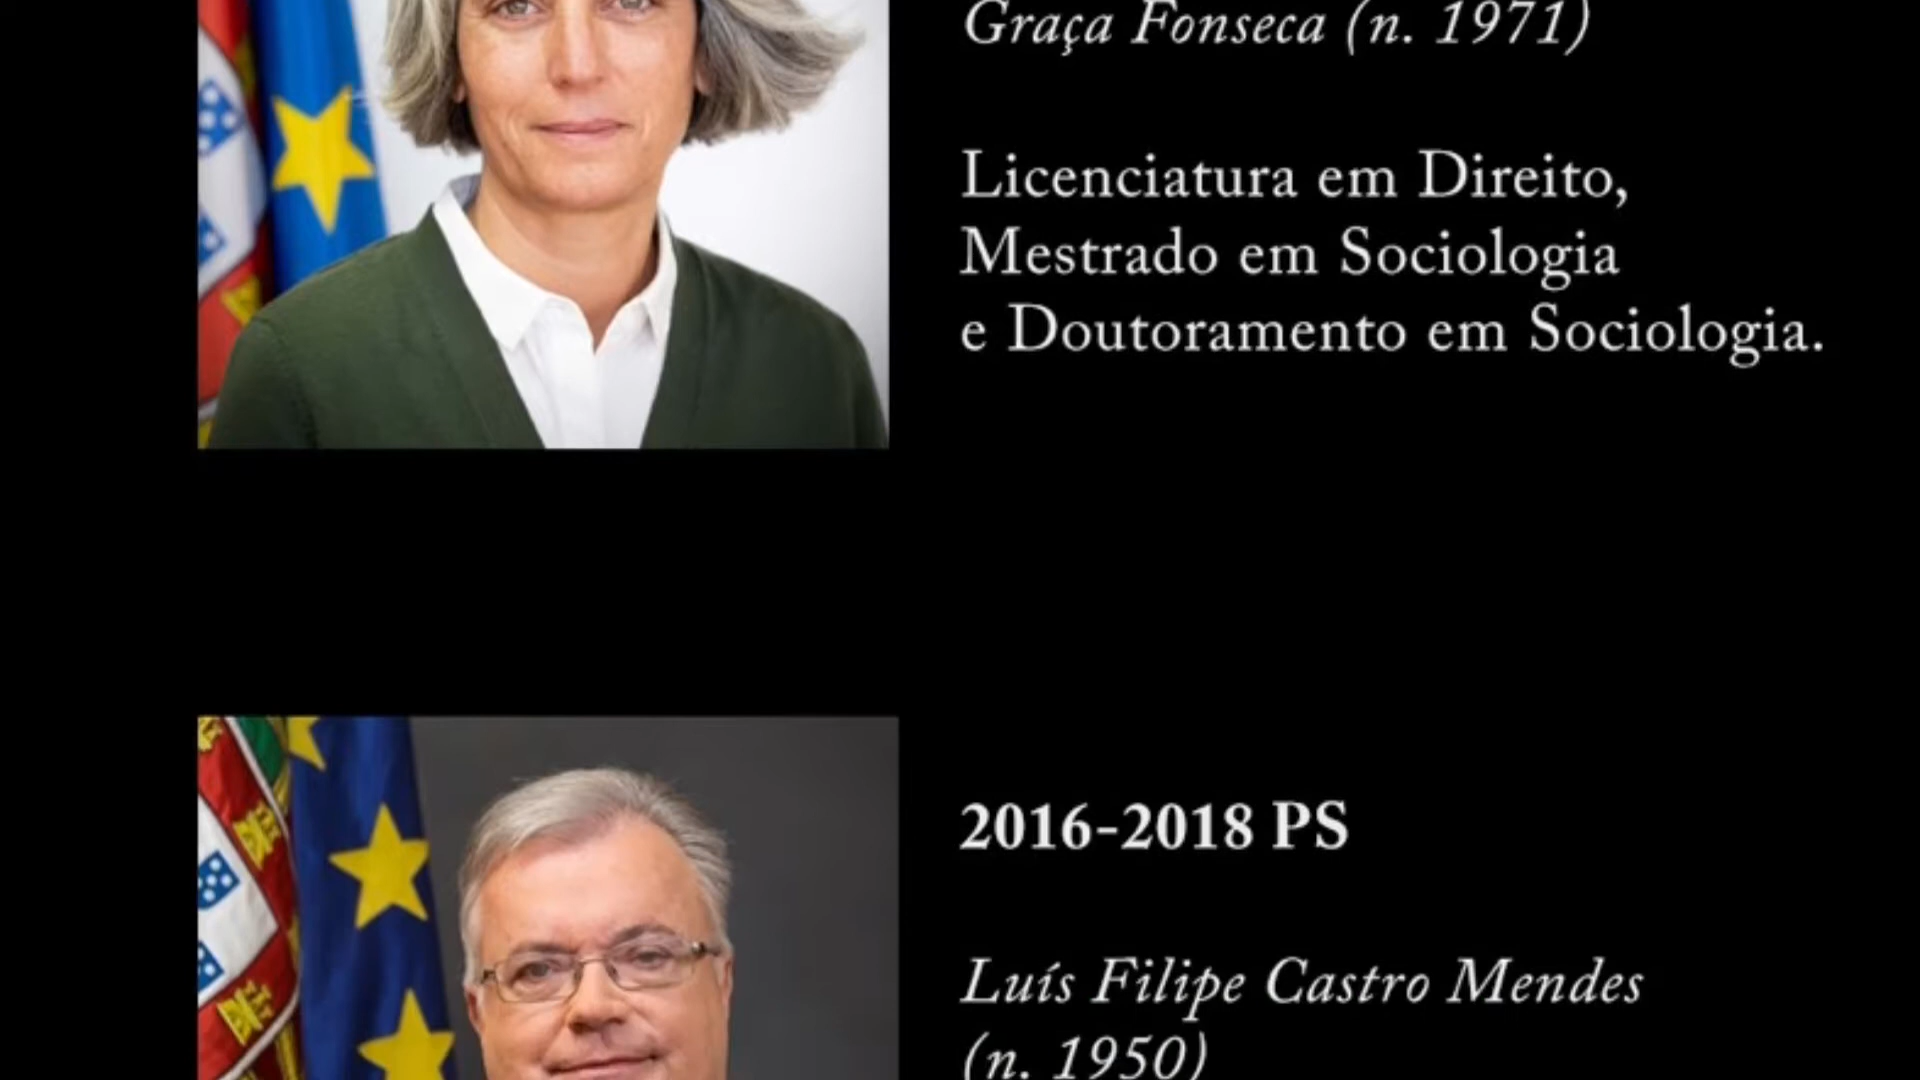 Graça Fonseca (n. 1971)
Licenciatura em Direito,
Mestrado em Sociologia
e Doutoramento em Sociologia.
2016-2018 PS
Luís Filipe Castro Mendes
(n. 1950)